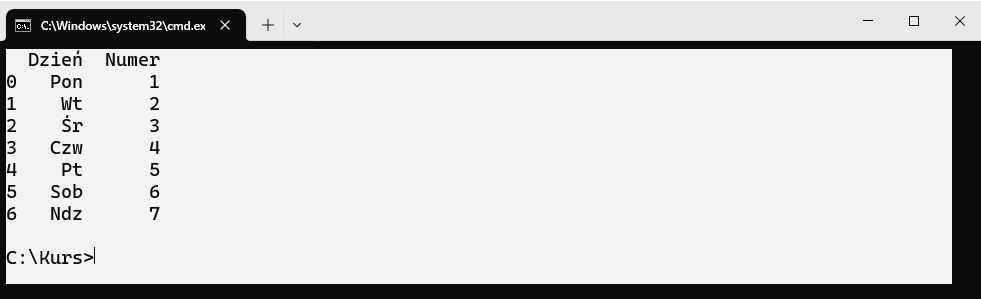 C:\Windows\system32\cmd.ex
Dzień Numer
0 Pon 1
1 Wt 2
2 Śr 3
3 Czw 4
4 Pt 5
5 Sob 6
6 Ndz 7
C:\Kurs>